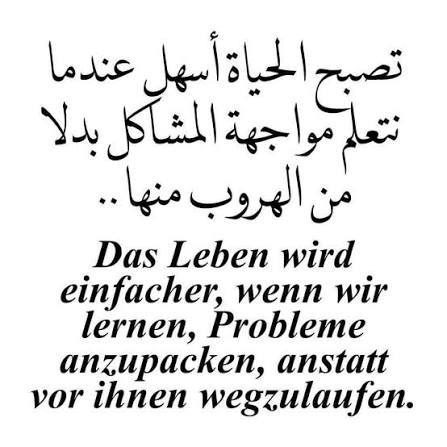 تصبح الحياة أسهل عندما
نتعلم مواجهة المشاكل بدلا
من الهروب منها ..
Das Leben wird
einfacher, wenn wir
lernen, Probleme
anzupacken, anstatt
vor ihnen wegzulaufen.